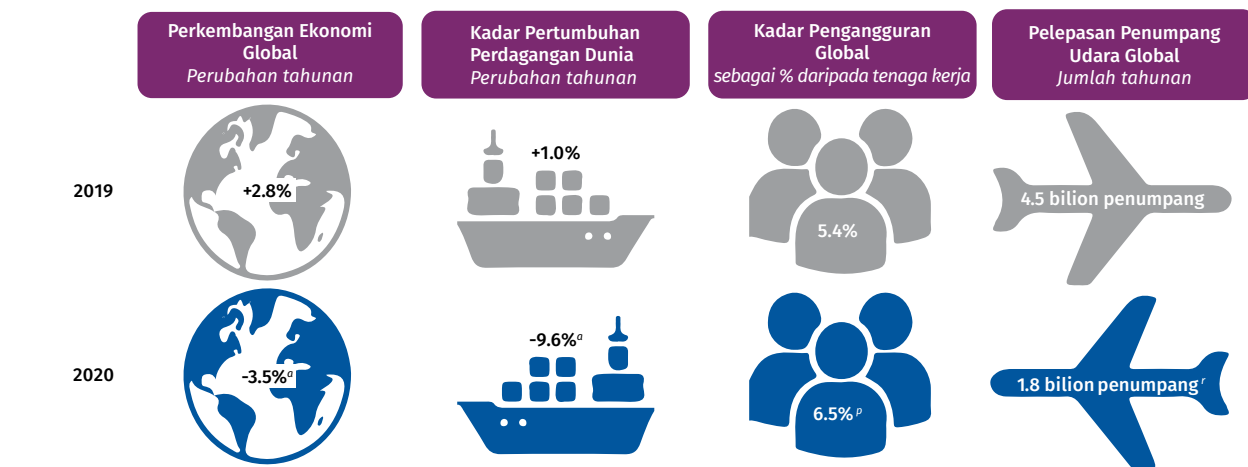 Perkembangan Ekonomi
Global
Perubahan tahunan
Kadar Pertumbuhan
Perdagangan Dunia
Perubahan tahunan
Kadar Pengangguran
Global
sebagai % daripada tenaga kerja
Pelepasan Penumpang
Udara Global
Jumlah tahunan
2019
+2.8%
+1.0%
5.4%
4.5 bilion penumpang
2020
-3.5%ᵃ
-9.6%ᵃ
6.5% ᵖ
1.8 bilion penumpang ʳ